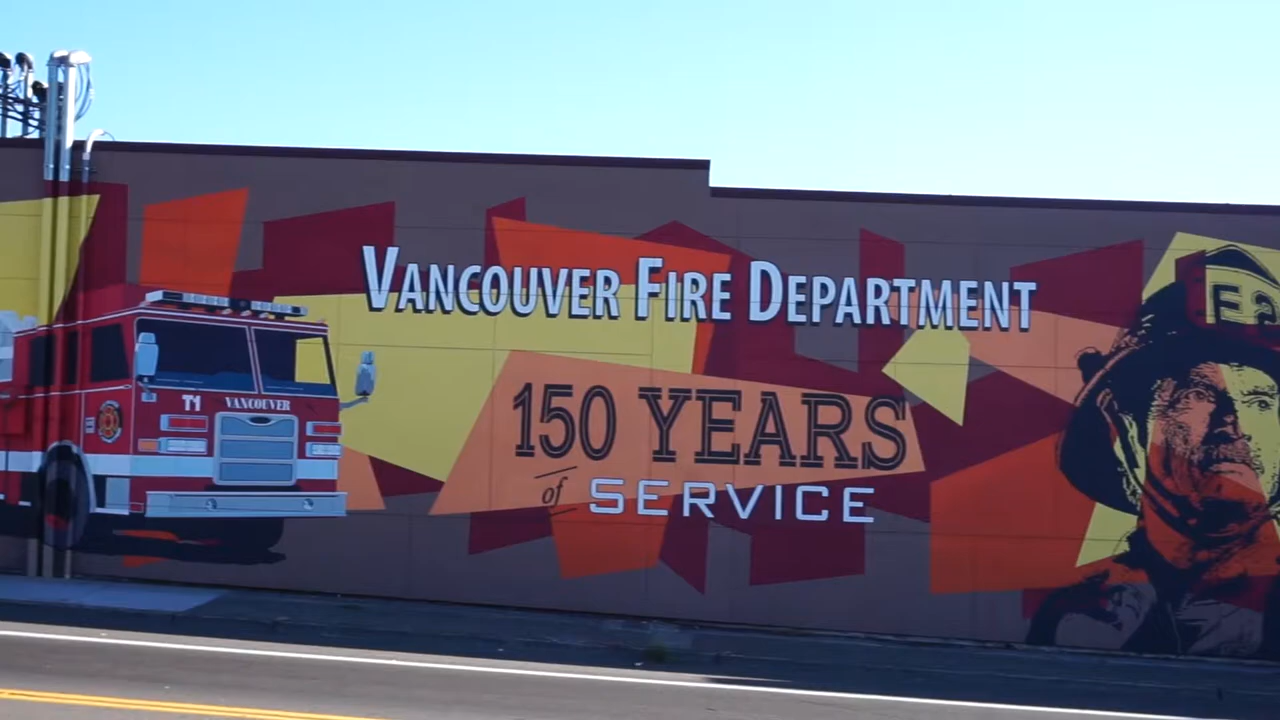 VANCOUVER FIRE DEPARTMENT
150 YEARS
of
SERVICE
T1 VANCOUVER